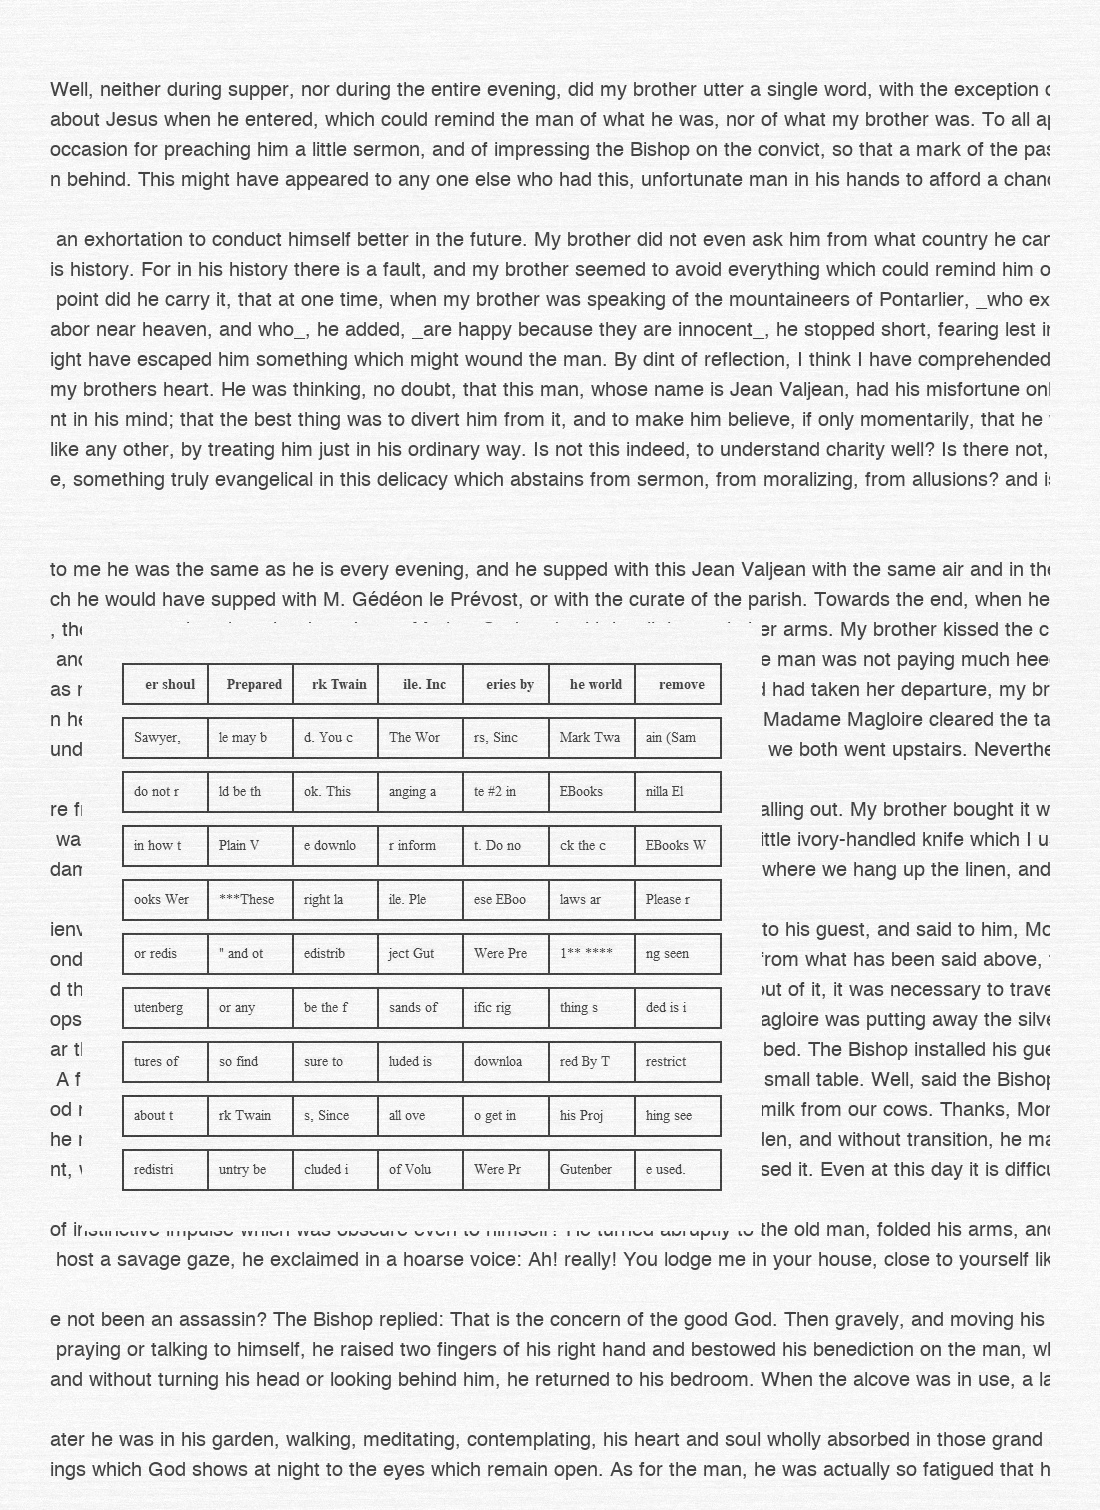 Well, neither during supper, nor during the entire evening, did my brother utter a single word, with the exception
about Jesus when he entered, which could remind the man of what he was, nor of what my brother was. To all ap
occasion for preaching him a little sermon, and of impressing the Bishop on the convict, so that a mark of the pas
n behind. This might have appeared to any one else who had this, unfortunate man in his hands to afford a chanc
an exhortation to conduct himself better in the future. My brother did not even ask him from what country he car
is history. For in his history there is a fault, and my brother seemed to avoid everything which could remind him o
point did he carry it, that at one time, when my brother was speaking of the mountaineers of Pontarlier, _who ex
abor near heaven, and who_, he added, _are happy because they are innocent_, he stopped short, fearing lest in
ight have escaped him something which might wound the man. By dint of reflection, I think I have comprehended
my brothers heart. He was thinking, no doubt, that this man, whose name is Jean Valjean, had his misfortune onl
nt in his mind; that the best thing was to divert him from it, and to make him believe, if only momentarily, that he
like any other, by treating him just in his ordinary way. Is not this indeed, to understand charity well? Is there not,
e, something truly evangelical in this delicacy which abstains from sermon, from moralizing, from allusions? and is
to me he was the same as he is every evening, and he supped with this Jean Valjean with the same air and in the
ch he would have supped with M. Gédéon le Prévost, or with the curate of the parish. Towards the end, when he
, the er arms. My brother kissed the c
and e man was not paying much hee
as had taken her departure, my br
n he Madame Magloire cleared the ta
und we both went upstairs. Neverthe
re alling out. My brother bought it w
wa ittle ivory-handled knife which I u
dam where we hang up the linen, and
ienv to his guest, and said to him, Mo
ond from what has been said above,
d th out of it, it was necessary to trave
ops agloire was putting away the silve
ar bed. The Bishop installed his gue
A f small table. Well, said the Bishop
od milk from our cows. Thanks, Mon
he len, and without transition, he ma
nt, sed it. Even at this day it is difficu
er shoul Prepared rk Twain ile. Inc eries by he world remove
Sawyer, le may b d. You c The Wor rs, Sinc Mark Twa ain (Sam
do not r ld be th ok. This anging a te #2 in EBooks nilla El
in how t Plain V e downlo r inform t. Do no ck the c EBooks W
ooks Wer ***These right la ile. Ple ese EBoo laws ar Please r
or redis " and ot edistrib ject Gut Were Pre 1** **** ng seen
utenberg or any be the f sands of ific rig thing s ded is i
tures of so find sure to luded is downloa red By T restrict
about t rk Twain s, Since all ove o get in his Proj hing see
redistri untry be cluded i of Volu Were Pr Gutenber e used.
of instinctive impulse which was obscure even to himself? He turned abruptly to the old man, folded his arms, and
host a savage gaze, he exclaimed in a hoarse voice: Ah! really! You lodge me in your house, close to yourself lik
e not been an assassin? The Bishop replied: That is the concern of the good God. Then gravely, and moving his
praying or talking to himself, he raised two fingers of his right hand and bestowed his benediction on the man, wh
and without turning his head or looking behind him, he returned to his bedroom. When the alcove was in use, a la
ater he was in his garden, walking, meditating, contemplating, his heart and soul wholly absorbed in those grand
ings which God shows at night to the eyes which remain open. As for the man, he was actually so fatigued that h